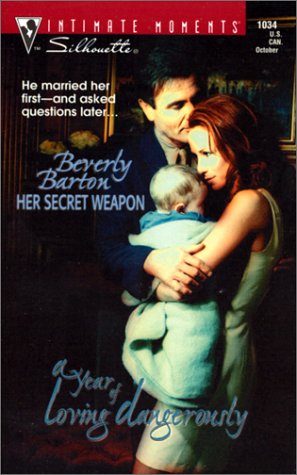 INTIMATE MOMENTS®
™ Silhouette®
1034
U.S.
CAN.
October
He married her
first—and asked
questions later...
Beverly
Barton
HER SECRET WEAPON
a year of
loving dangerously